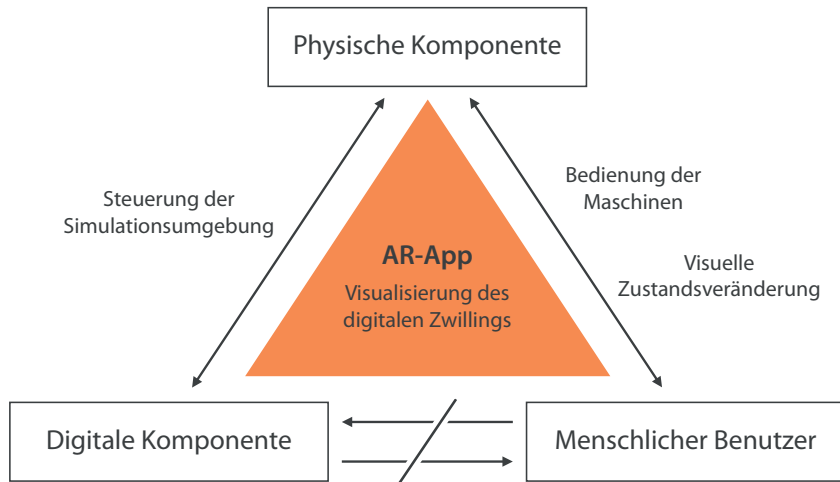 Physische Komponente
Steuerung der
Simulationsumgebung
Bedienung der
Maschinen
AR-App
Visualisierung des
digitalen Zwillings
Visuelle
Zustandsveränderung
Digitale Komponente
Menschlicher Benutzer